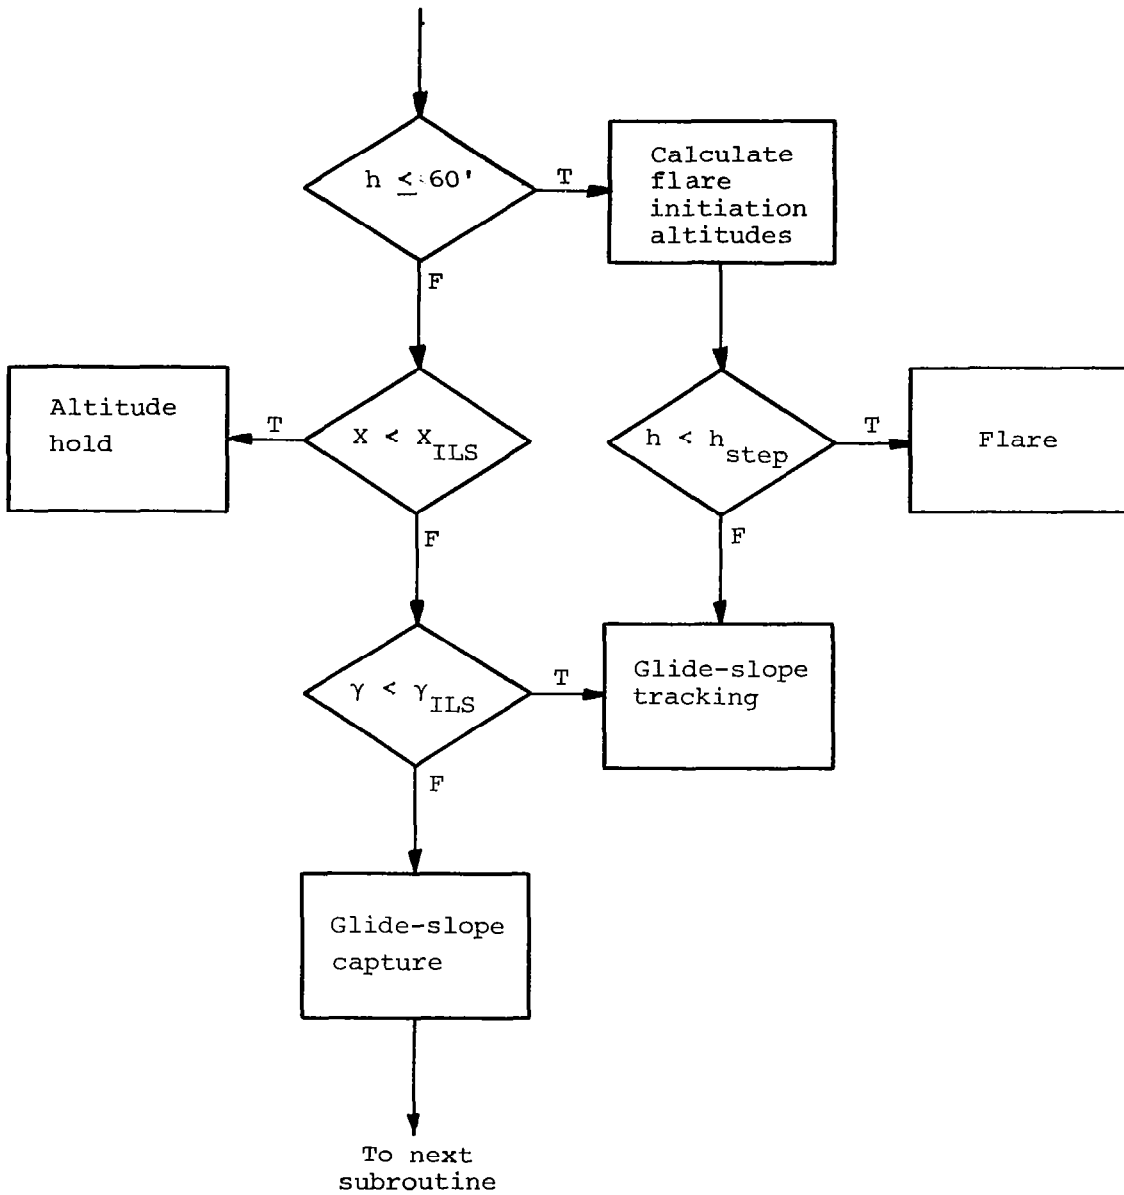 h ≤ 60'
T
Calculate
flare
initiation
altitudes
F
Altitude
hold
T
X < X_ILS
h < h_step
T
Flare
F
F
γ < γ_ILS
T
Glide-slope
tracking
F
Glide-slope
capture
To next
subroutine